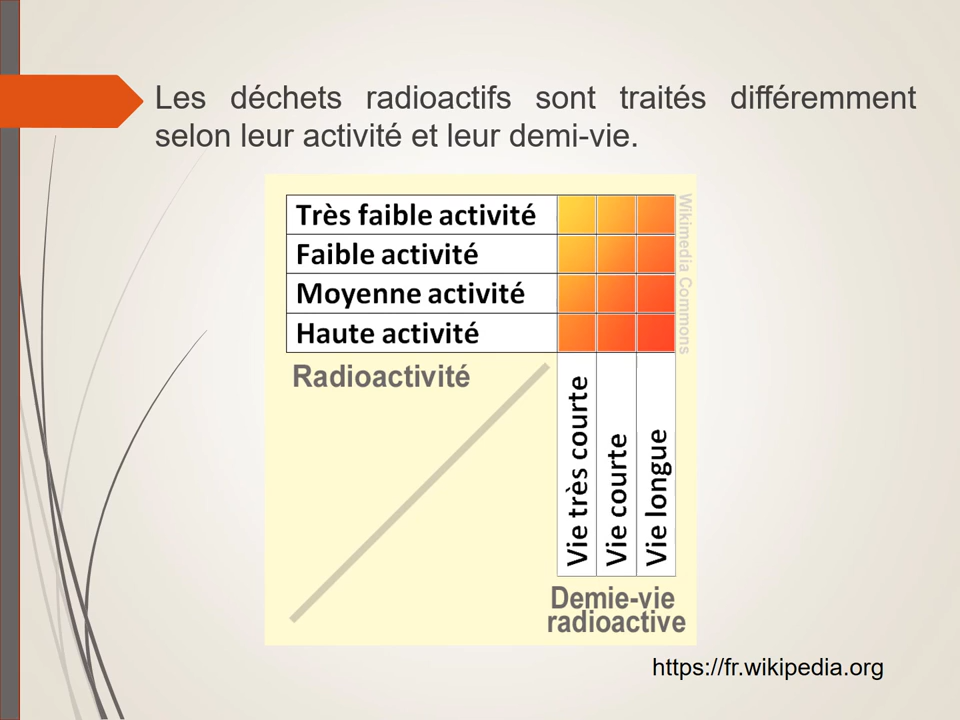 Les déchets radioactifs sont traités différemment
selon leur activité et leur demi-vie.
Très faible activité
Faible activité
Moyenne activité
Haute activité
Wikimedia Commons
Radioactivité
Vie très courte
Vie courte
Vie longue
Demie-vie
radioactive
https://fr.wikipedia.org